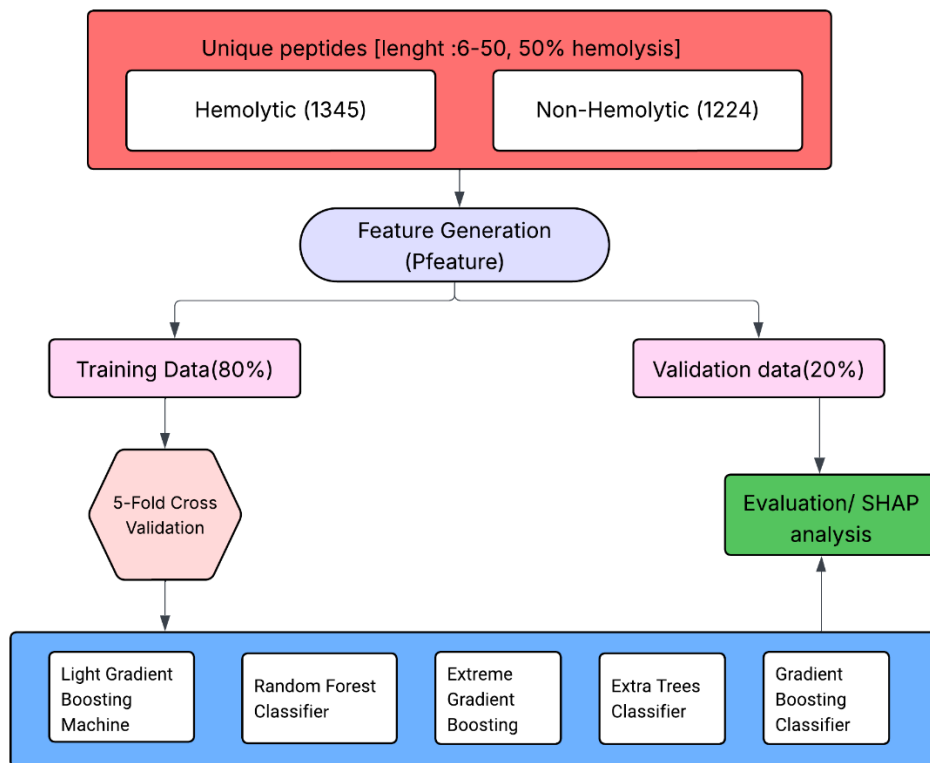 Unique peptides [lenght :6-50, 50% hemolysis]
Hemolytic (1345)
Non-Hemolytic (1224)
Feature Generation
(Pfeature)
Training Data(80%)
Validation data(20%)
5-Fold Cross
Validation
Evaluation/ SHAP
analysis
Light Gradient
Boosting
Machine
Random Forest
Classifier
Extreme
Gradient
Boosting
Extra Trees
Classifier
Gradient
Boosting
Classifier